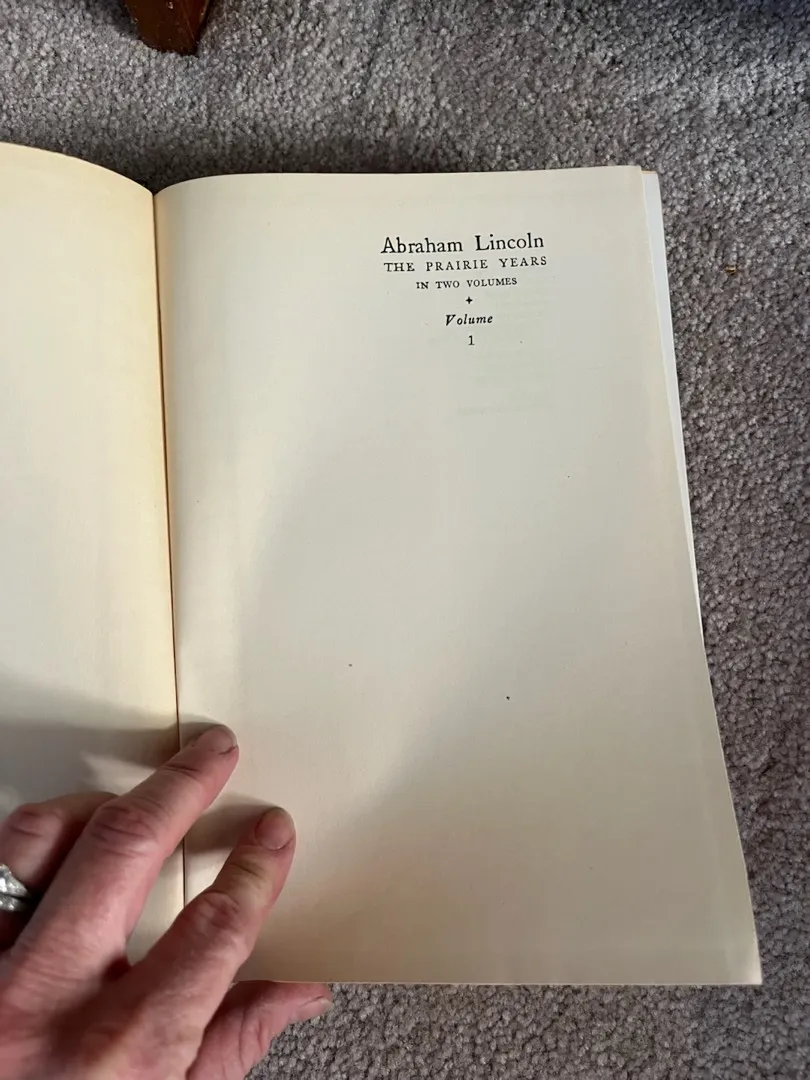 Abraham Lincoln
THE PRAIRIE YEARS
IN TWO VOLUMES
Volume
1